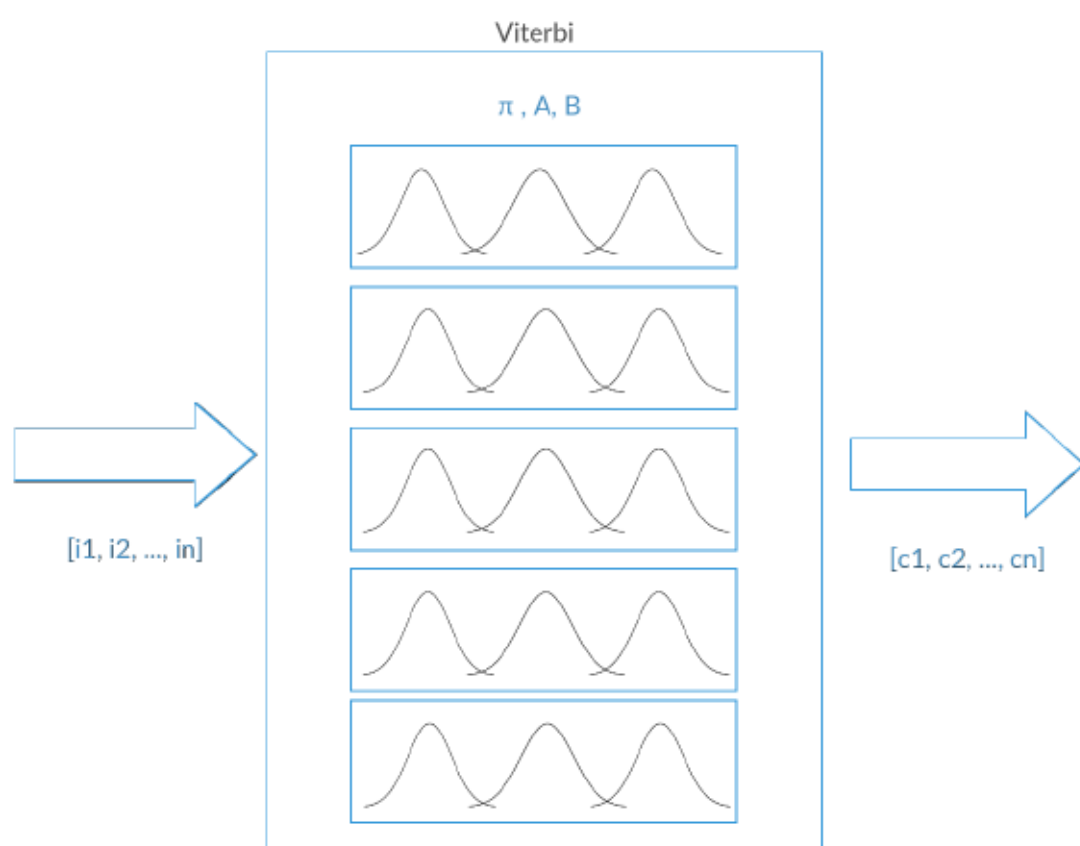 Viterbi
π , A, B
[i1, i2, ..., in]
[c1, c2, ..., cn]